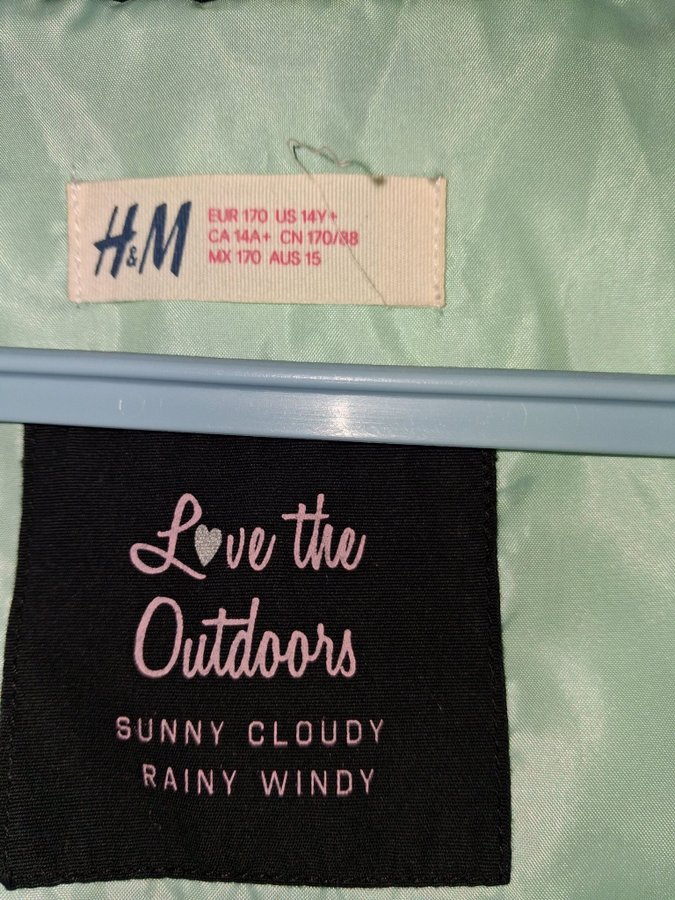 H&M
EUR 170 US 14Y+
CA 14A+ CN 170/88
MX 170 AUS 15
Love the
Outdoors
SUNNY CLOUDY
RAINY WINDY